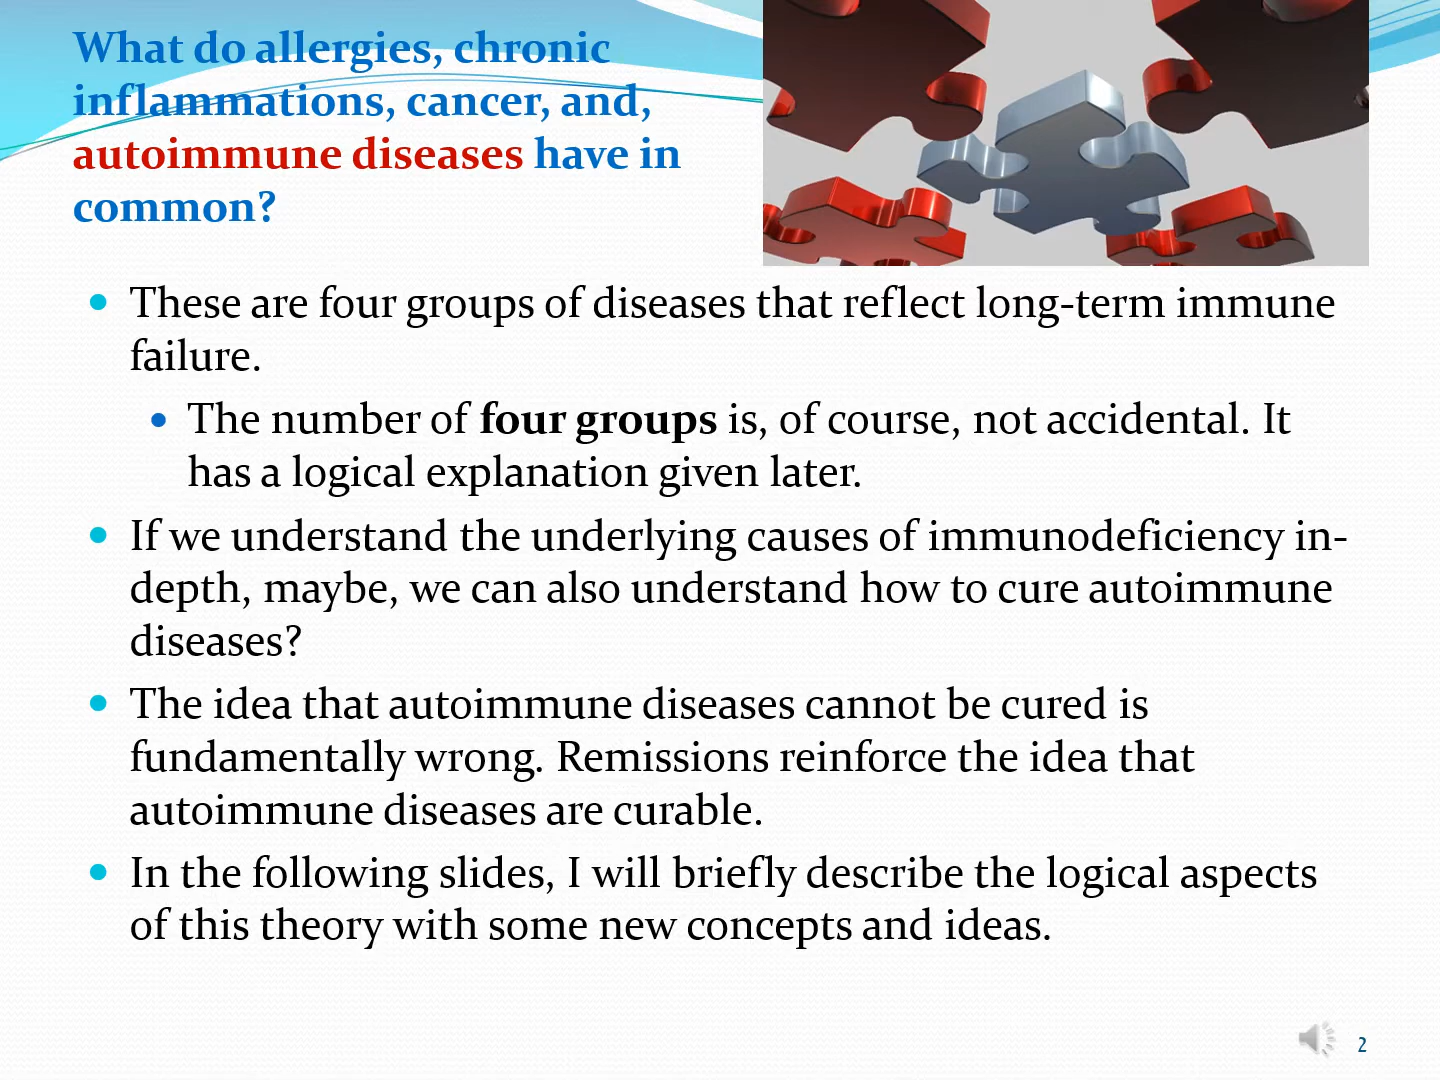 What do allergies, chronic
inflammations, cancer, and,
autoimmune diseases have in
common?
• These are four groups of diseases that reflect long-term immune
failure.
• The number of four groups is, of course, not accidental. It
has a logical explanation given later.
• If we understand the underlying causes of immunodeficiency in-
depth, maybe, we can also understand how to cure autoimmune
diseases?
• The idea that autoimmune diseases cannot be cured is
fundamentally wrong. Remissions reinforce the idea that
autoimmune diseases are curable.
• In the following slides, I will briefly describe the logical aspects
of this theory with some new concepts and ideas.
2